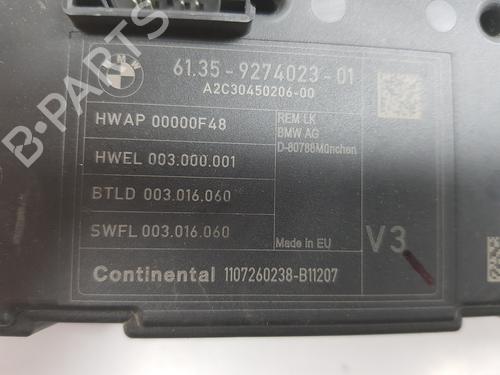 BMW
61.35 - 9274023 - 01
A2C30450206-00
HWAP 00000F48
REM LK
BMW AG
D-80788München
HWEL 003.000.001
BTLD 003.016.060
SWFL 003.016.060
Made in EU
V3
Continental 1107260238-B11207